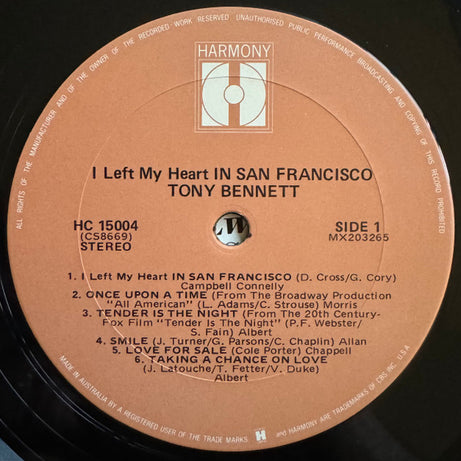 ALL RIGHTS OF THE MANUFACTURER AND OF THE OWNER OF THE RECORDED WORK RESERVED UNAUTHORISED PUBLIC PERFORMANCE BROADCASTING AND COPYING OF THIS RECORD PROHIBITED
HARMONY
H
I Left My Heart IN SAN FRANCISCO
TONY BENNETT
HC 15004
(CS8669)
STEREO
SIDE 1
MX203265
1. I Left My Heart IN SAN FRANCISCO (D. Cross/G. Cory)
Campbell Connelly
2. ONCE UPON A TIME (From The Broadway Production
"All American" (L. Adams/C. Strouse) Morris
3. TENDER IS THE NIGHT (From The 20th Century-
Fox Film "Tender Is The Night" (P.F. Webster/
S. Fain) Albert
4. SMILE (J. Turner/G. Parsons/C. Chaplin) Allan
5. LOVE FOR SALE (Cole Porter) Chappell
6. TAKING A CHANCE ON LOVE
(J. Latouche/T. Fetter/V. Duke)
Albert
MADE IN AUSTRALIA BY A REGISTERED USER OF THE TRADE MARKS H and HARMONY ARE TRADEMARKS OF CBS INC. U.S.A